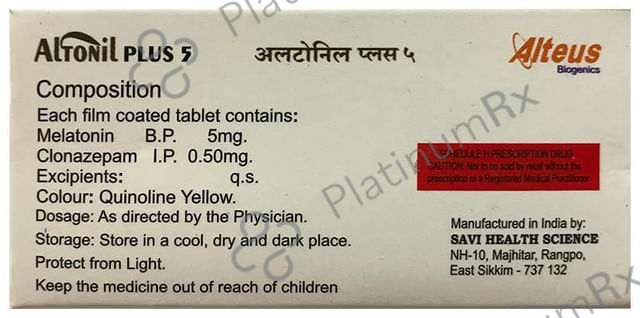 Altonil PLUS 5
अलटोनिल प्लस ५
Alteus
Biogenics
Composition
Each film coated tablet contains:
Melatonin B.P. 5mg.
Clonazepam I.P. 0.50mg.
Excipients: q.s.
Colour: Quinoline Yellow.
Dosage: As directed by the Physician.
Storage: Store in a cool, dry and dark place.
Protect from Light.
Keep the medicine out of reach of children
SCHEDULE H PRESCRIPTION DRUG
CAUTION: Not to be sold by retail without the
prescription of a Registered Medical Practitioner
Manufactured in India by:
SAVI HEALTH SCIENCE
NH-10, Majhitar, Rangpo,
East Sikkim - 737 132
PlatinumRx